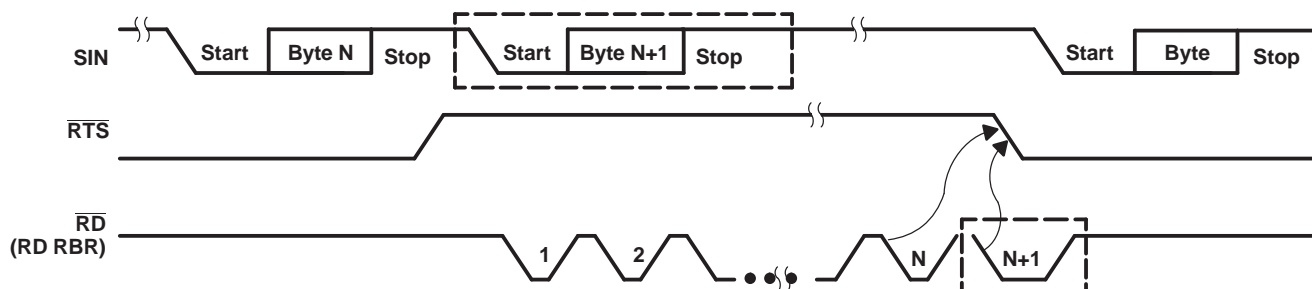 SIN
Start
Byte N
Stop
Start
Byte N+1
Stop
Start
Byte
Stop
RTS
RD
(RD RBR)
1
2
N
N+1